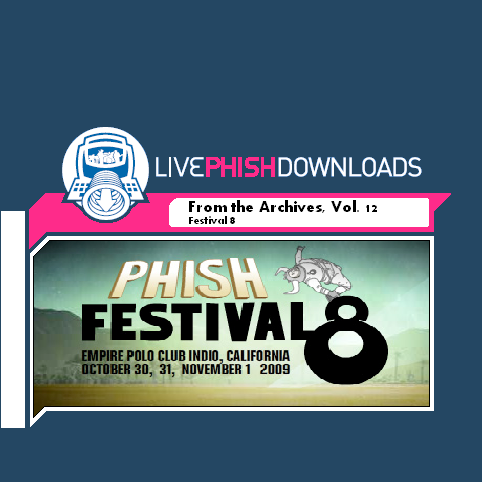 LIVEPHISHDOWNLOADS
From the Archives, Vol. 12
Festival 8
PHISH
FESTIVAL 8
EMPIRE POLO CLUB INDIO, CALIFORNIA
OCTOBER 30, 31, NOVEMBER 1 2009